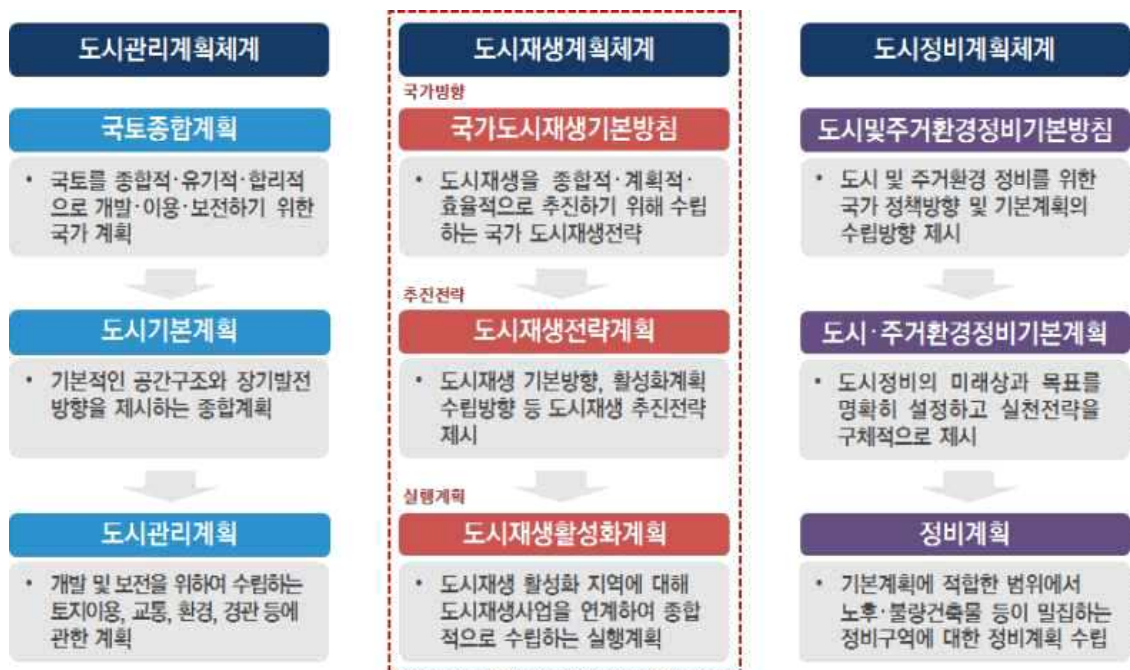 도시관리계획체계
국토종합계획
• 국토를 종합적·유기적·합리적
으로 개발·이용·보전하기 위한
국가 계획
도시기본계획
• 기본적인 공간구조와 장기발전
방향을 제시하는 종합계획
도시관리계획
• 개발 및 보전을 위하여 수립하는
토지이용, 교통, 환경, 경관 등에
관한 계획
도시재생계획체계
국가방향
국가도시재생기본방침
• 도시재생을 종합적·계획적·
효율적으로 추진하기 위해 수립
하는 국가 도시재생전략
추진전략
도시재생전략계획
• 도시재생 기본방향, 활성화계획
수립방향 등 도시재생 추진전략
제시
실행계획
도시재생활성화계획
• 도시재생 활성화 지역에 대해
도시재생사업을 연계하여 종합
적으로 수립하는 실행계획
도시정비계획체계
도시및주거환경정비기본방침
• 도시 및 주거환경 정비를 위한
국가 정책방향 및 기본계획의
수립방향 제시
도시·주거환경정비기본계획
• 도시정비의 미래상과 목표를
명확히 설정하고 실천전략을
구체적으로 제시
정비계획
• 기본계획에 적합한 범위에서
노후·불량건축물 등이 밀집하는
정비구역에 대한 정비계획 수립